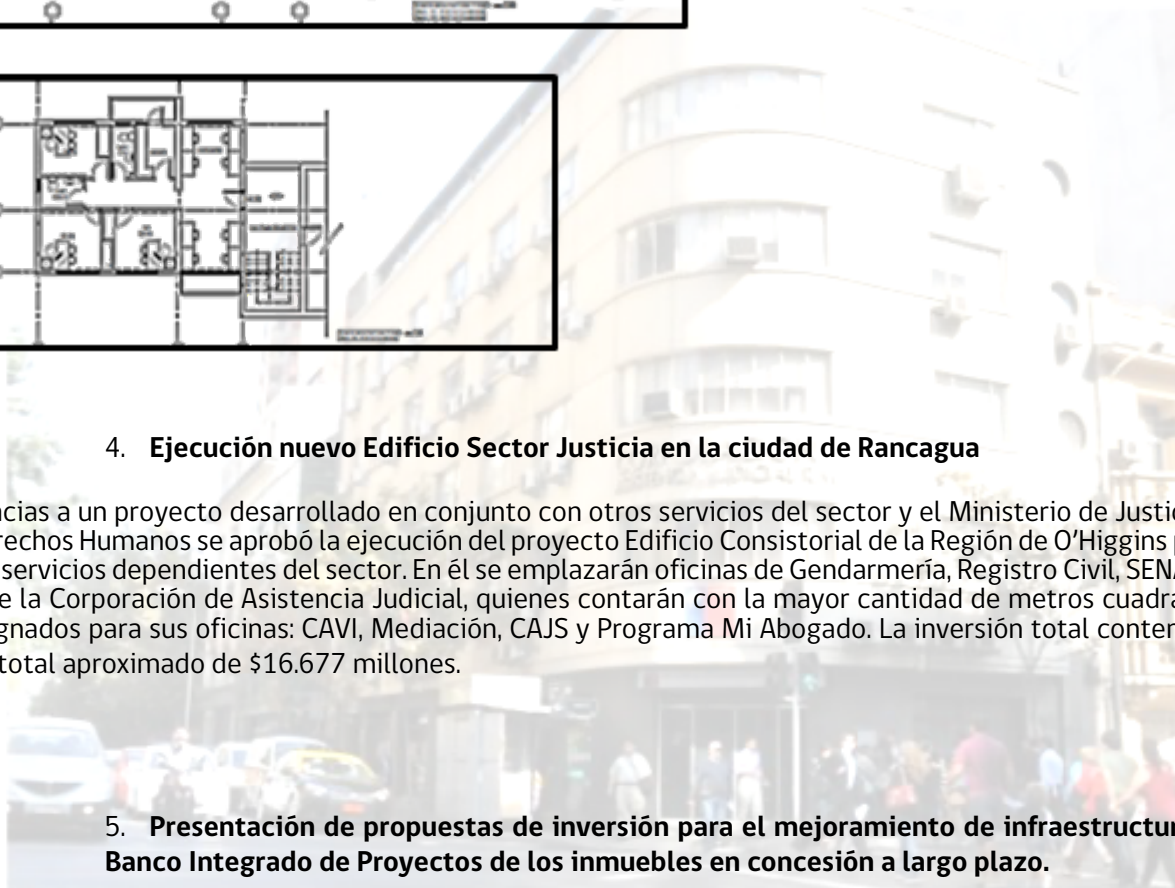 4. Ejecución nuevo Edificio Sector Justicia en la ciudad de Rancagua
cias a un proyecto desarrollado en conjunto con otros servicios del sector y el Ministerio de Justic
rechos Humanos se aprobó la ejecución del proyecto Edificio Consistorial de la Región de O'Higgins p
servicios dependientes del sector. En él se emplazarán oficinas de Gendarmería, Registro Civil, SENA
e la Corporación de Asistencia Judicial, quienes contarán con la mayor cantidad de metros cuadra
gnados para sus oficinas: CAVI, Mediación, CAJS y Programa Mi Abogado. La inversión total conter
total aproximado de $16.677 millones.
5. Presentación de propuestas de inversión para el mejoramiento de infraestructur
Banco Integrado de Proyectos de los inmuebles en concesión a largo plazo.